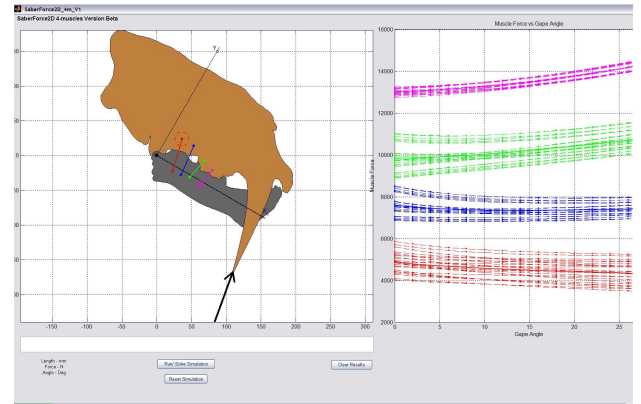 SaberForce2D_4m_V1
SaberForce2D 4-muscles Version Beta
Muscle Force vs Gape Angle
16000
14000
12000
10000
8000
6000
4000
2000
Muscle Force
0
5
10
15
20
25
Gape Angle
Y
-150
-100
-50
0
50
100
150
200
250
300
Length - mm
Force - N
Angle - Deg
Run/ Solve Simulation
Reset Simulation
Clear Results